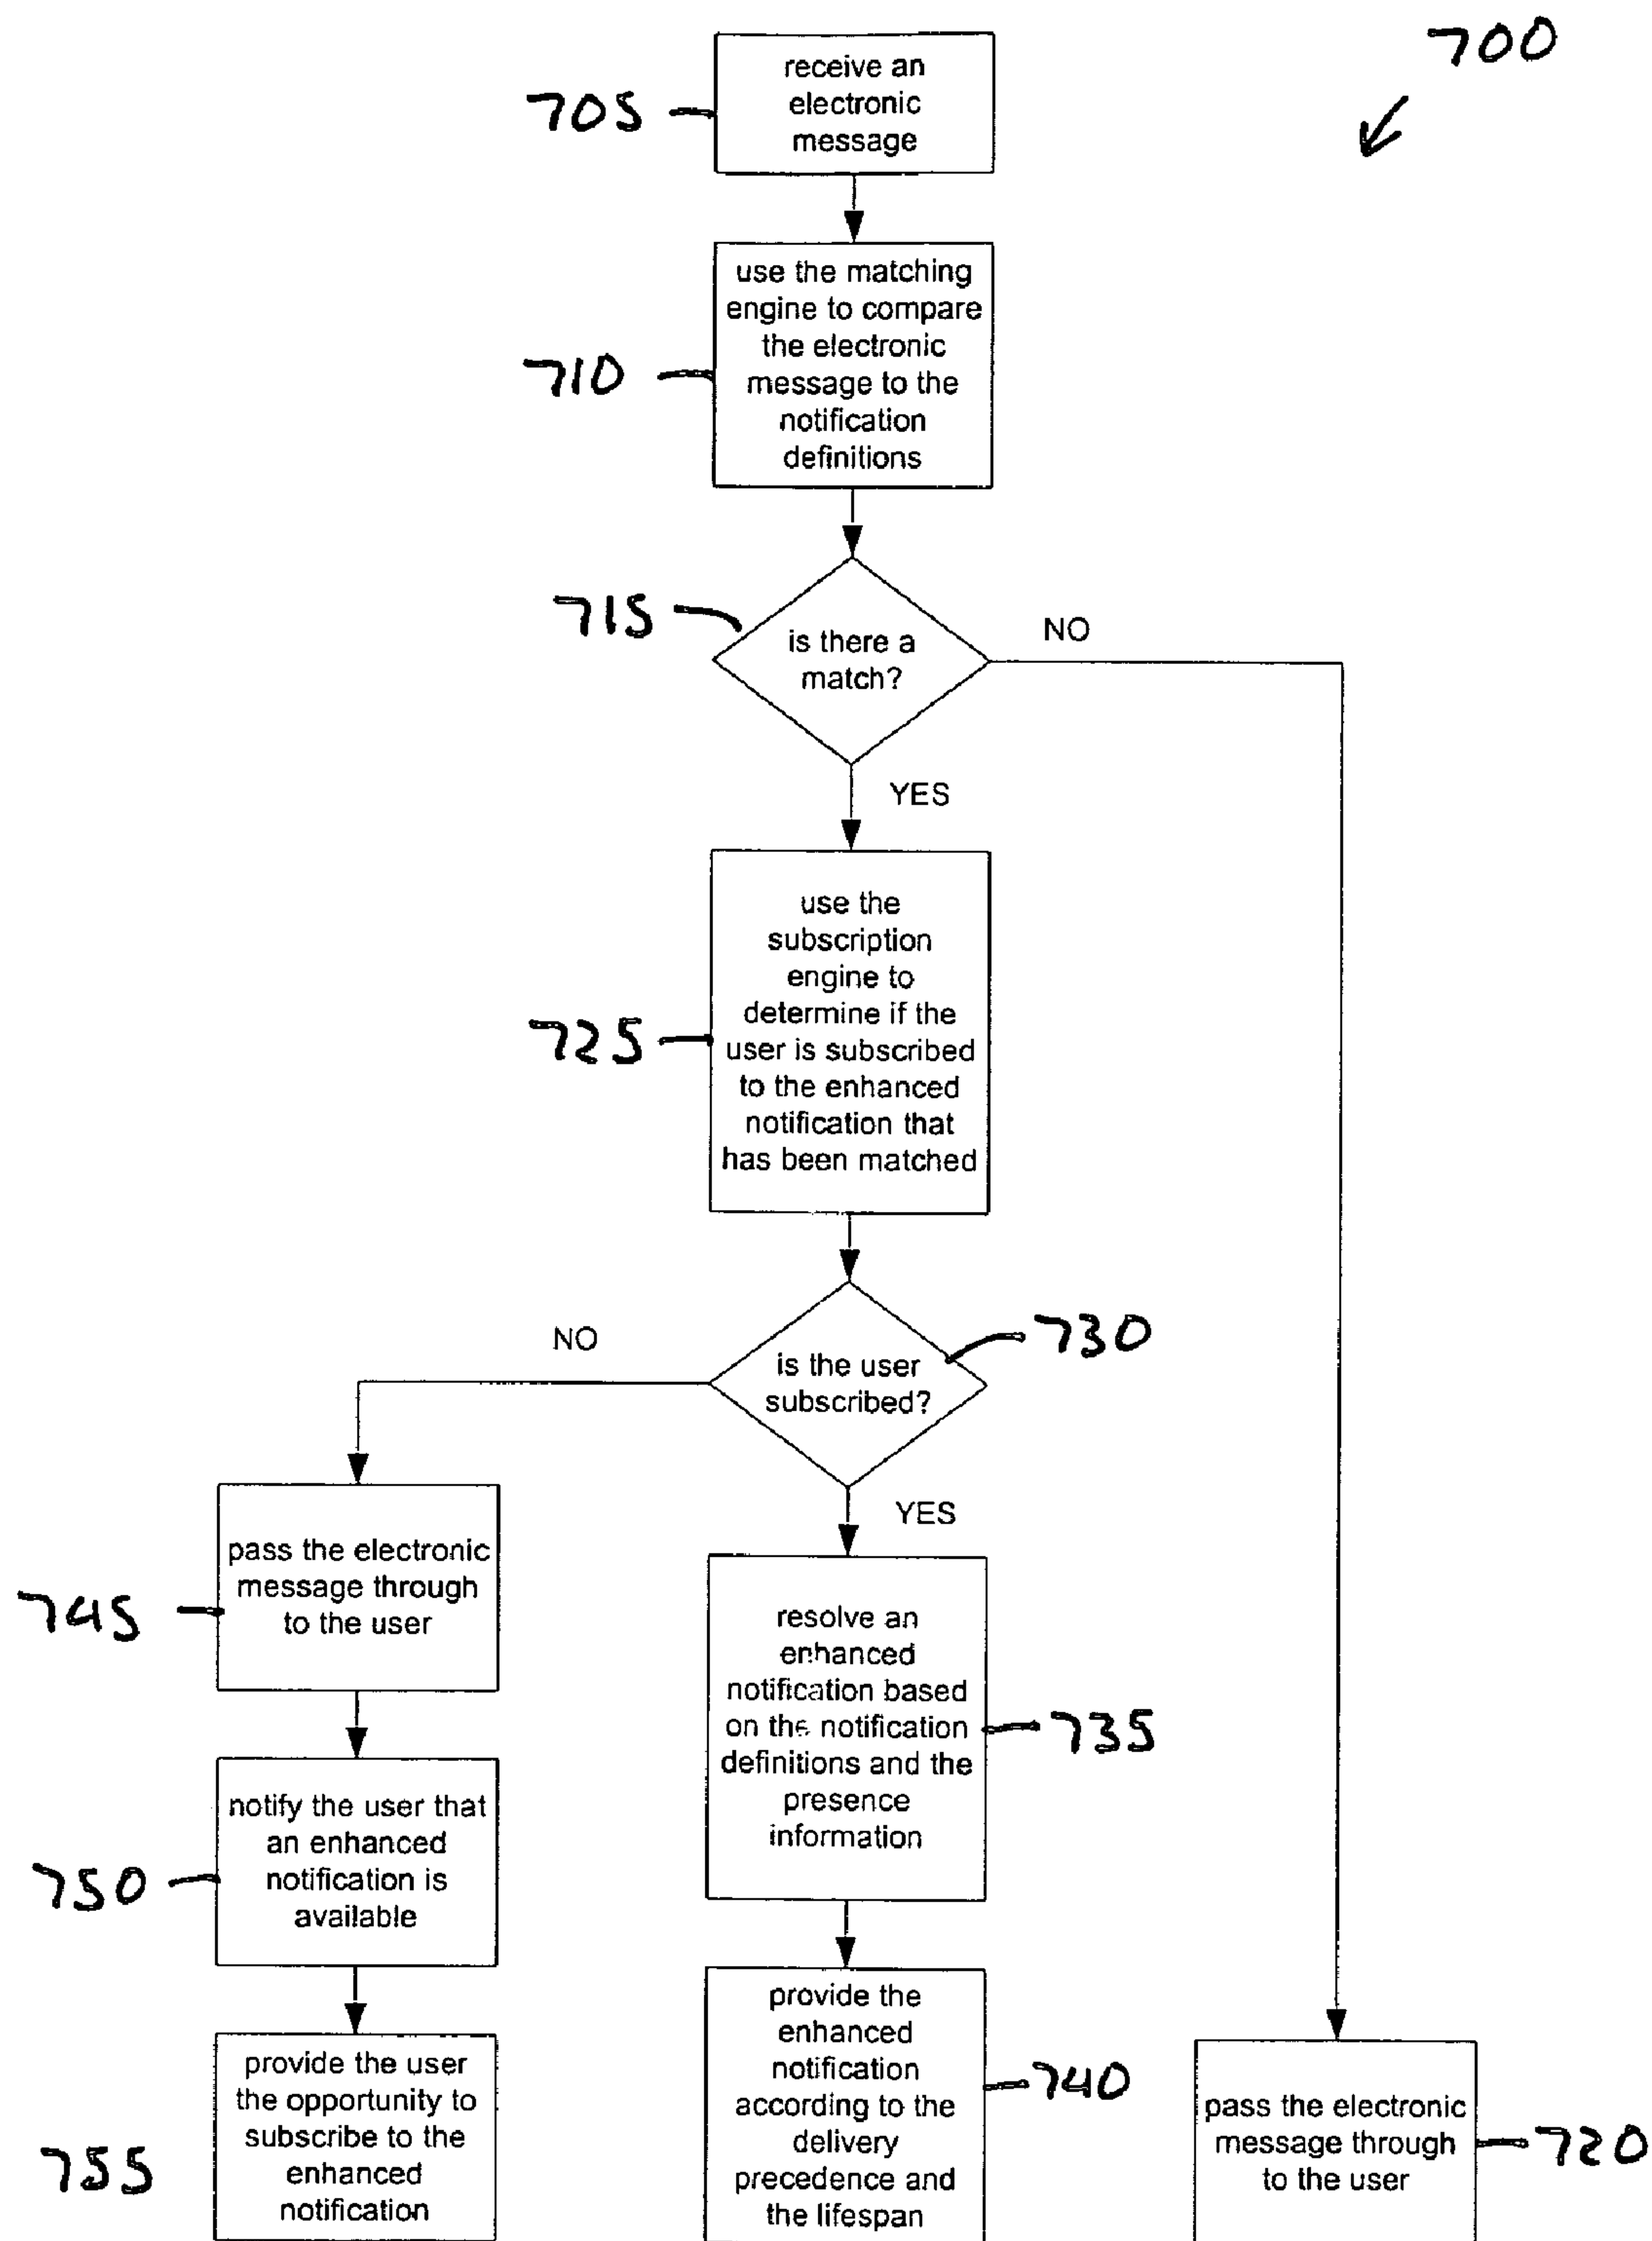 700
705
receive an
electronic
message
710
use the matching
engine to compare
the electronic
message to the
notification
definitions
715
is there a
match?
NO
YES
725
use the
subscription
engine to
determine if the
user is subscribed
to the enhanced
notification that
has been matched
730
is the user
subscribed?
NO
YES
745
pass the electronic
message through
to the user
735
resolve an
enhanced
notification based
on the notification
definitions and the
presence
information
750
notify the user that
an enhanced
notification is
available
755
provide the user
the opportunity to
subscribe to the
enhanced
notification
740
provide the
enhanced
notification
according to the
delivery
precedence and
the lifespan
720
pass the electronic
message through
to the user